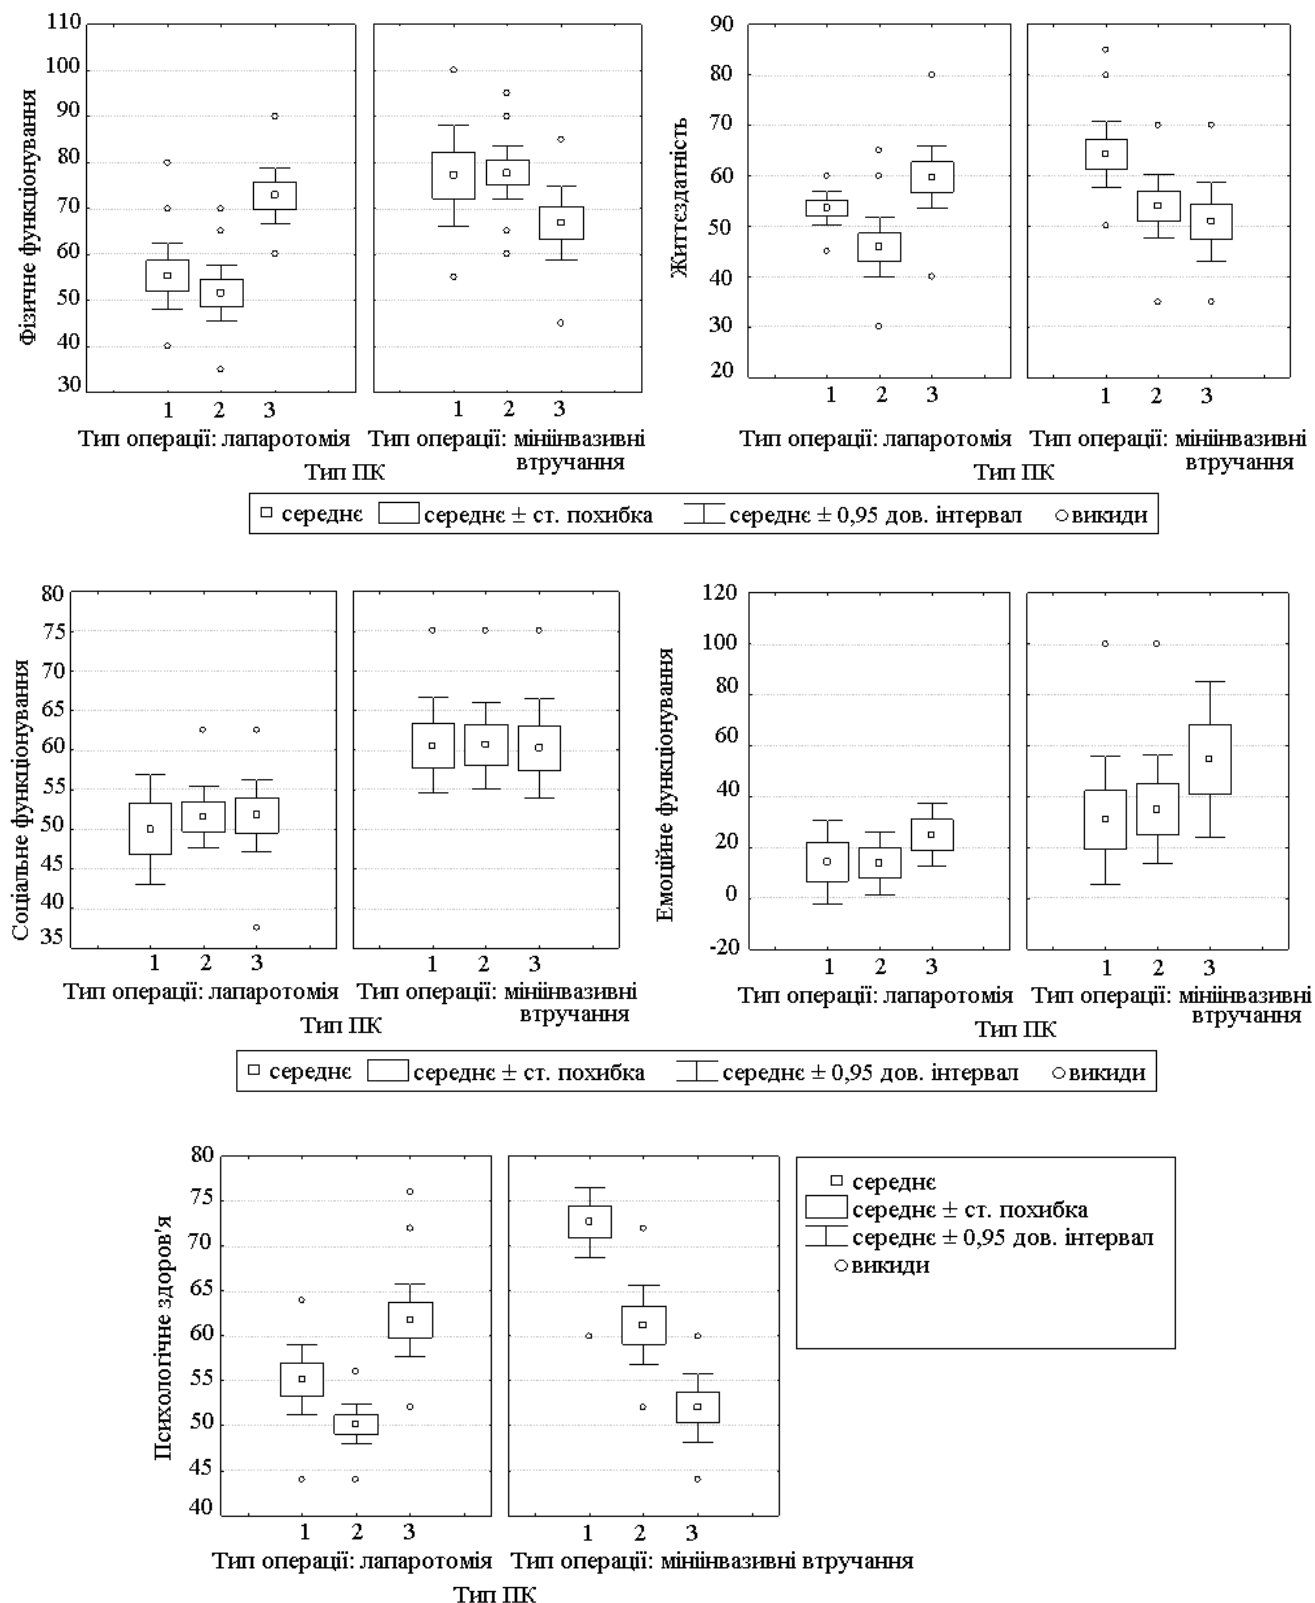 110
100
90
80
70
60
50
40
30
Фізичне функціонування
1 2 3
1 2 3
Тип операції: лапаротомія
Тип операції: мініінвазивні
втручання
Тип ПК
90
80
70
60
50
40
30
20
Життєздатність
1 2 3
1 2 3
Тип операції: лапаротомія
Тип операції: мініінвазивні
втручання
Тип ПК
середнє
середнє ± ст. похибка
середнє ± 0,95 дов. інтервал
викиди
80
75
70
65
60
55
50
45
40
35
Соціальне функціонування
1 2 3
1 2 3
Тип операції: лапаротомія
Тип операції: мініінвазивні
втручання
Тип ПК
120
100
80
60
40
20
0
-20
Емоційне функціонування
1 2 3
1 2 3
Тип операції: лапаротомія
Тип операції: мініінвазивні
втручання
Тип ПК
середнє
середнє ± ст. похибка
середнє ± 0,95 дов. інтервал
викиди
80
75
70
65
60
55
50
45
40
Психологічне здоров'я
1 2 3
1 2 3
Тип операції: лапаротомія
Тип операції: мініінвазивні втручання
Тип ПК
середнє
середнє ± ст. похибка
середнє ± 0,95 дов. інтервал
викиди